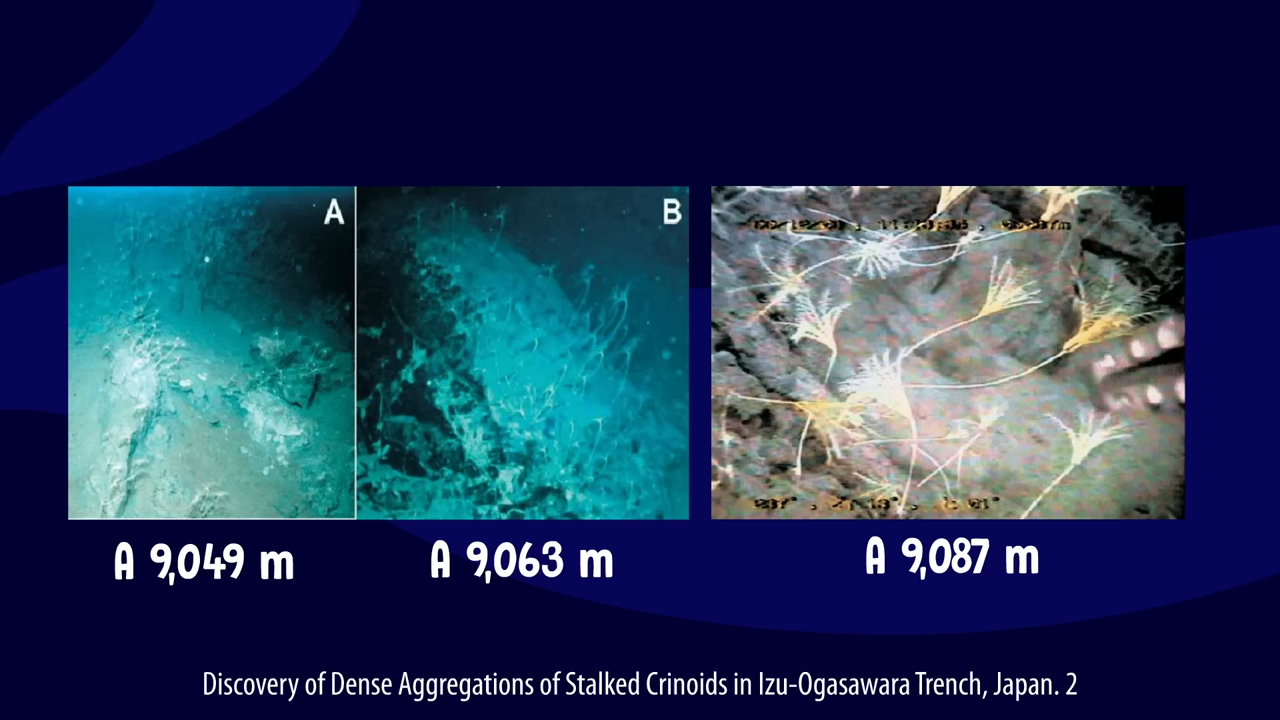 A
B
A 9,049 m
A 9,063 m
A 9,087 m
Discovery of Dense Aggregations of Stalked Crinoids in Izu-Ogasawara Trench, Japan. 2